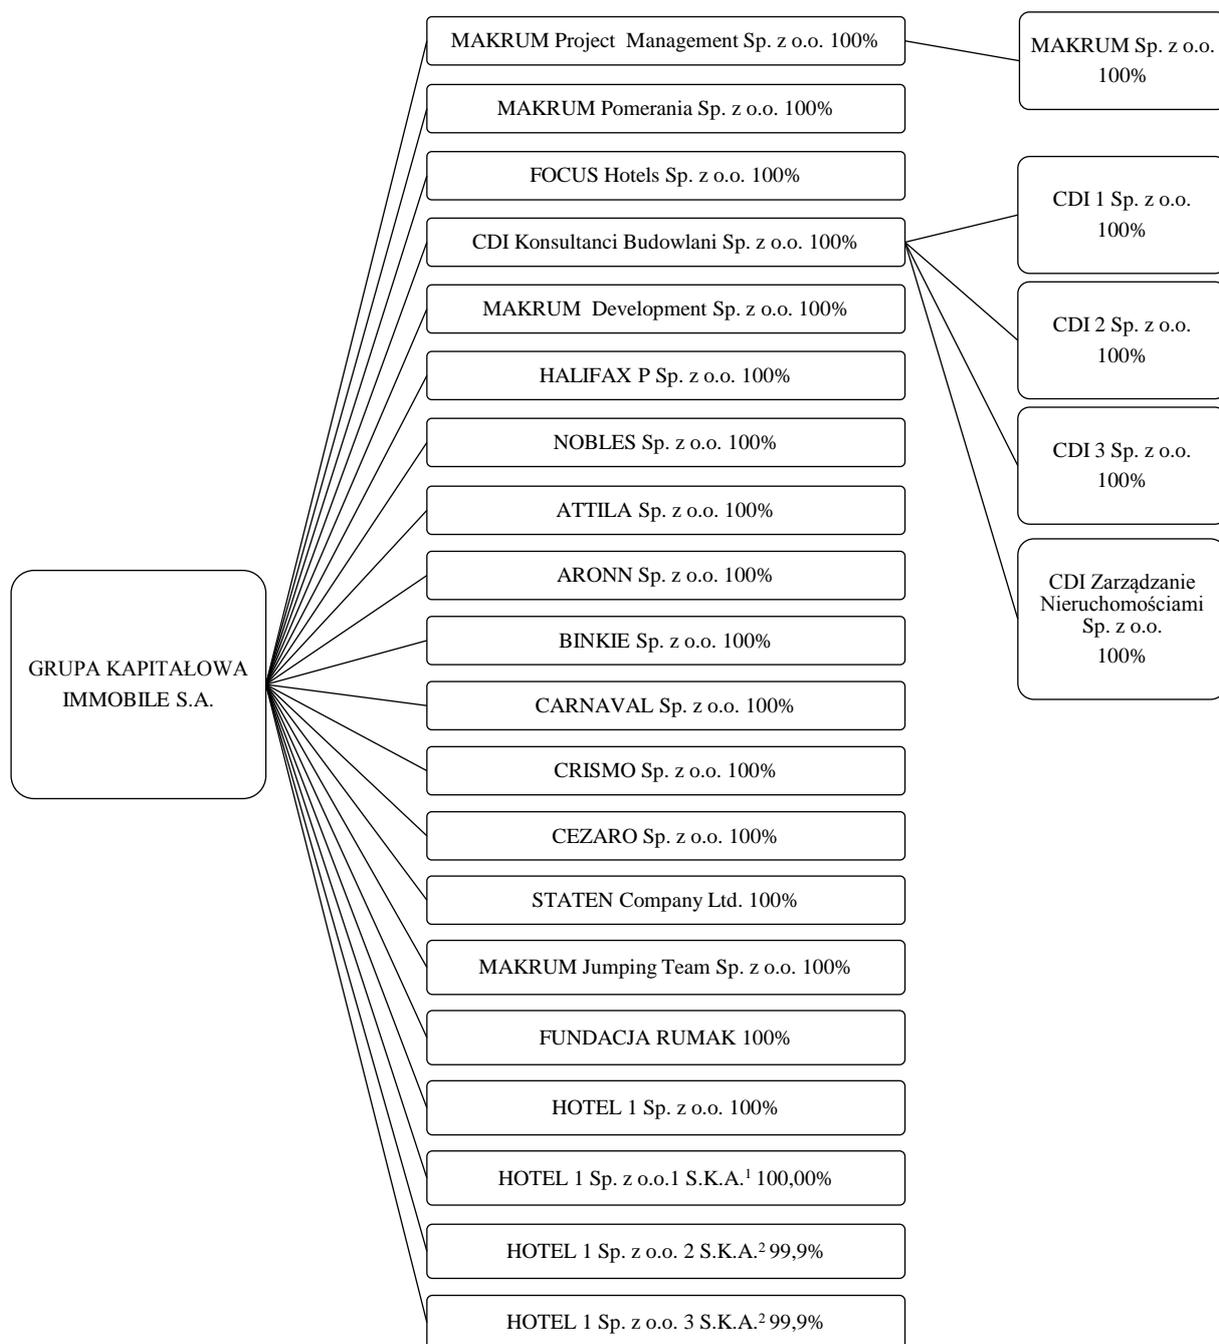 GRUPA KAPITAŁOWA
IMMOBILE S.A.
MAKRUM Project  Management Sp. z o.o. 100%
MAKRUM Pomerania Sp. z o.o. 100%
FOCUS Hotels Sp. z o.o. 100%
CDI Konsultanci Budowlani Sp. z o.o. 100%
MAKRUM  Development Sp. z o.o. 100%
HALIFAX P Sp. z o.o. 100%
NOBLES Sp. z o.o. 100%
ATTILA Sp. z o.o. 100%
ARONN Sp. z o.o. 100%
BINKIE Sp. z o.o. 100%
CARNAVAL Sp. z o.o. 100%
CRISMO Sp. z o.o. 100%
CEZARO Sp. z o.o. 100%
STATEN Company Ltd. 100%
MAKRUM Jumping Team Sp. z o.o. 100%
FUNDACJA RUMAK 100%
HOTEL 1 Sp. z o.o. 100%
HOTEL 1 Sp. z o.o.1 S.K.A.¹ 100,00%
HOTEL 1 Sp. z o.o. 2 S.K.A.² 99,9%
HOTEL 1 Sp. z o.o. 3 S.K.A.² 99,9%
MAKRUM Sp. z o.o.
100%
CDI 1 Sp. z o.o.
100%
CDI 2 Sp. z o.o.
100%
CDI 3 Sp. z o.o.
100%
CDI Zarządzanie
Nieruchomościami
Sp. z o.o.
100%